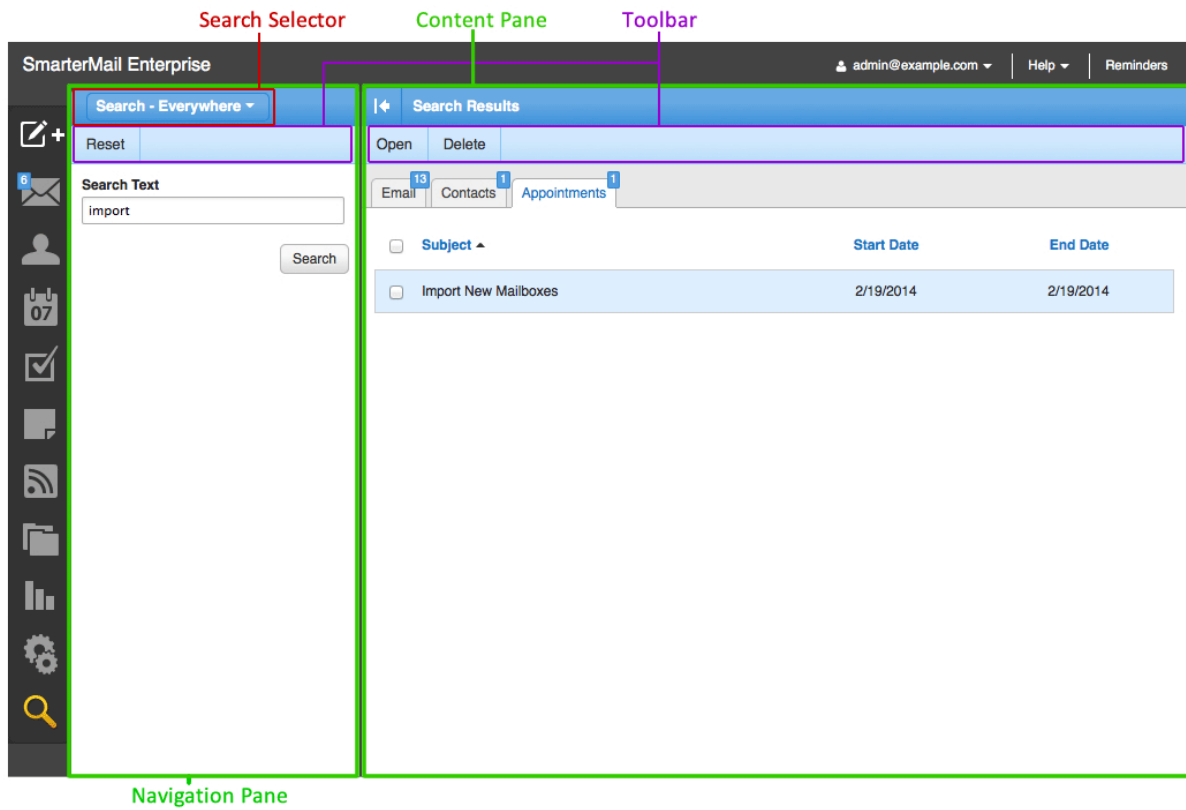 Search Selector Content Pane Toolbar
SmarterMail Enterprise admin@example.com Help Reminders
Search - Everywhere Search Results
Reset Open Delete
6 Search Text Email 13 Contacts 1 Appointments 1
import
Subject Start Date End Date
Search
Import New Mailboxes 2/19/2014 2/19/2014
07
Navigation Pane